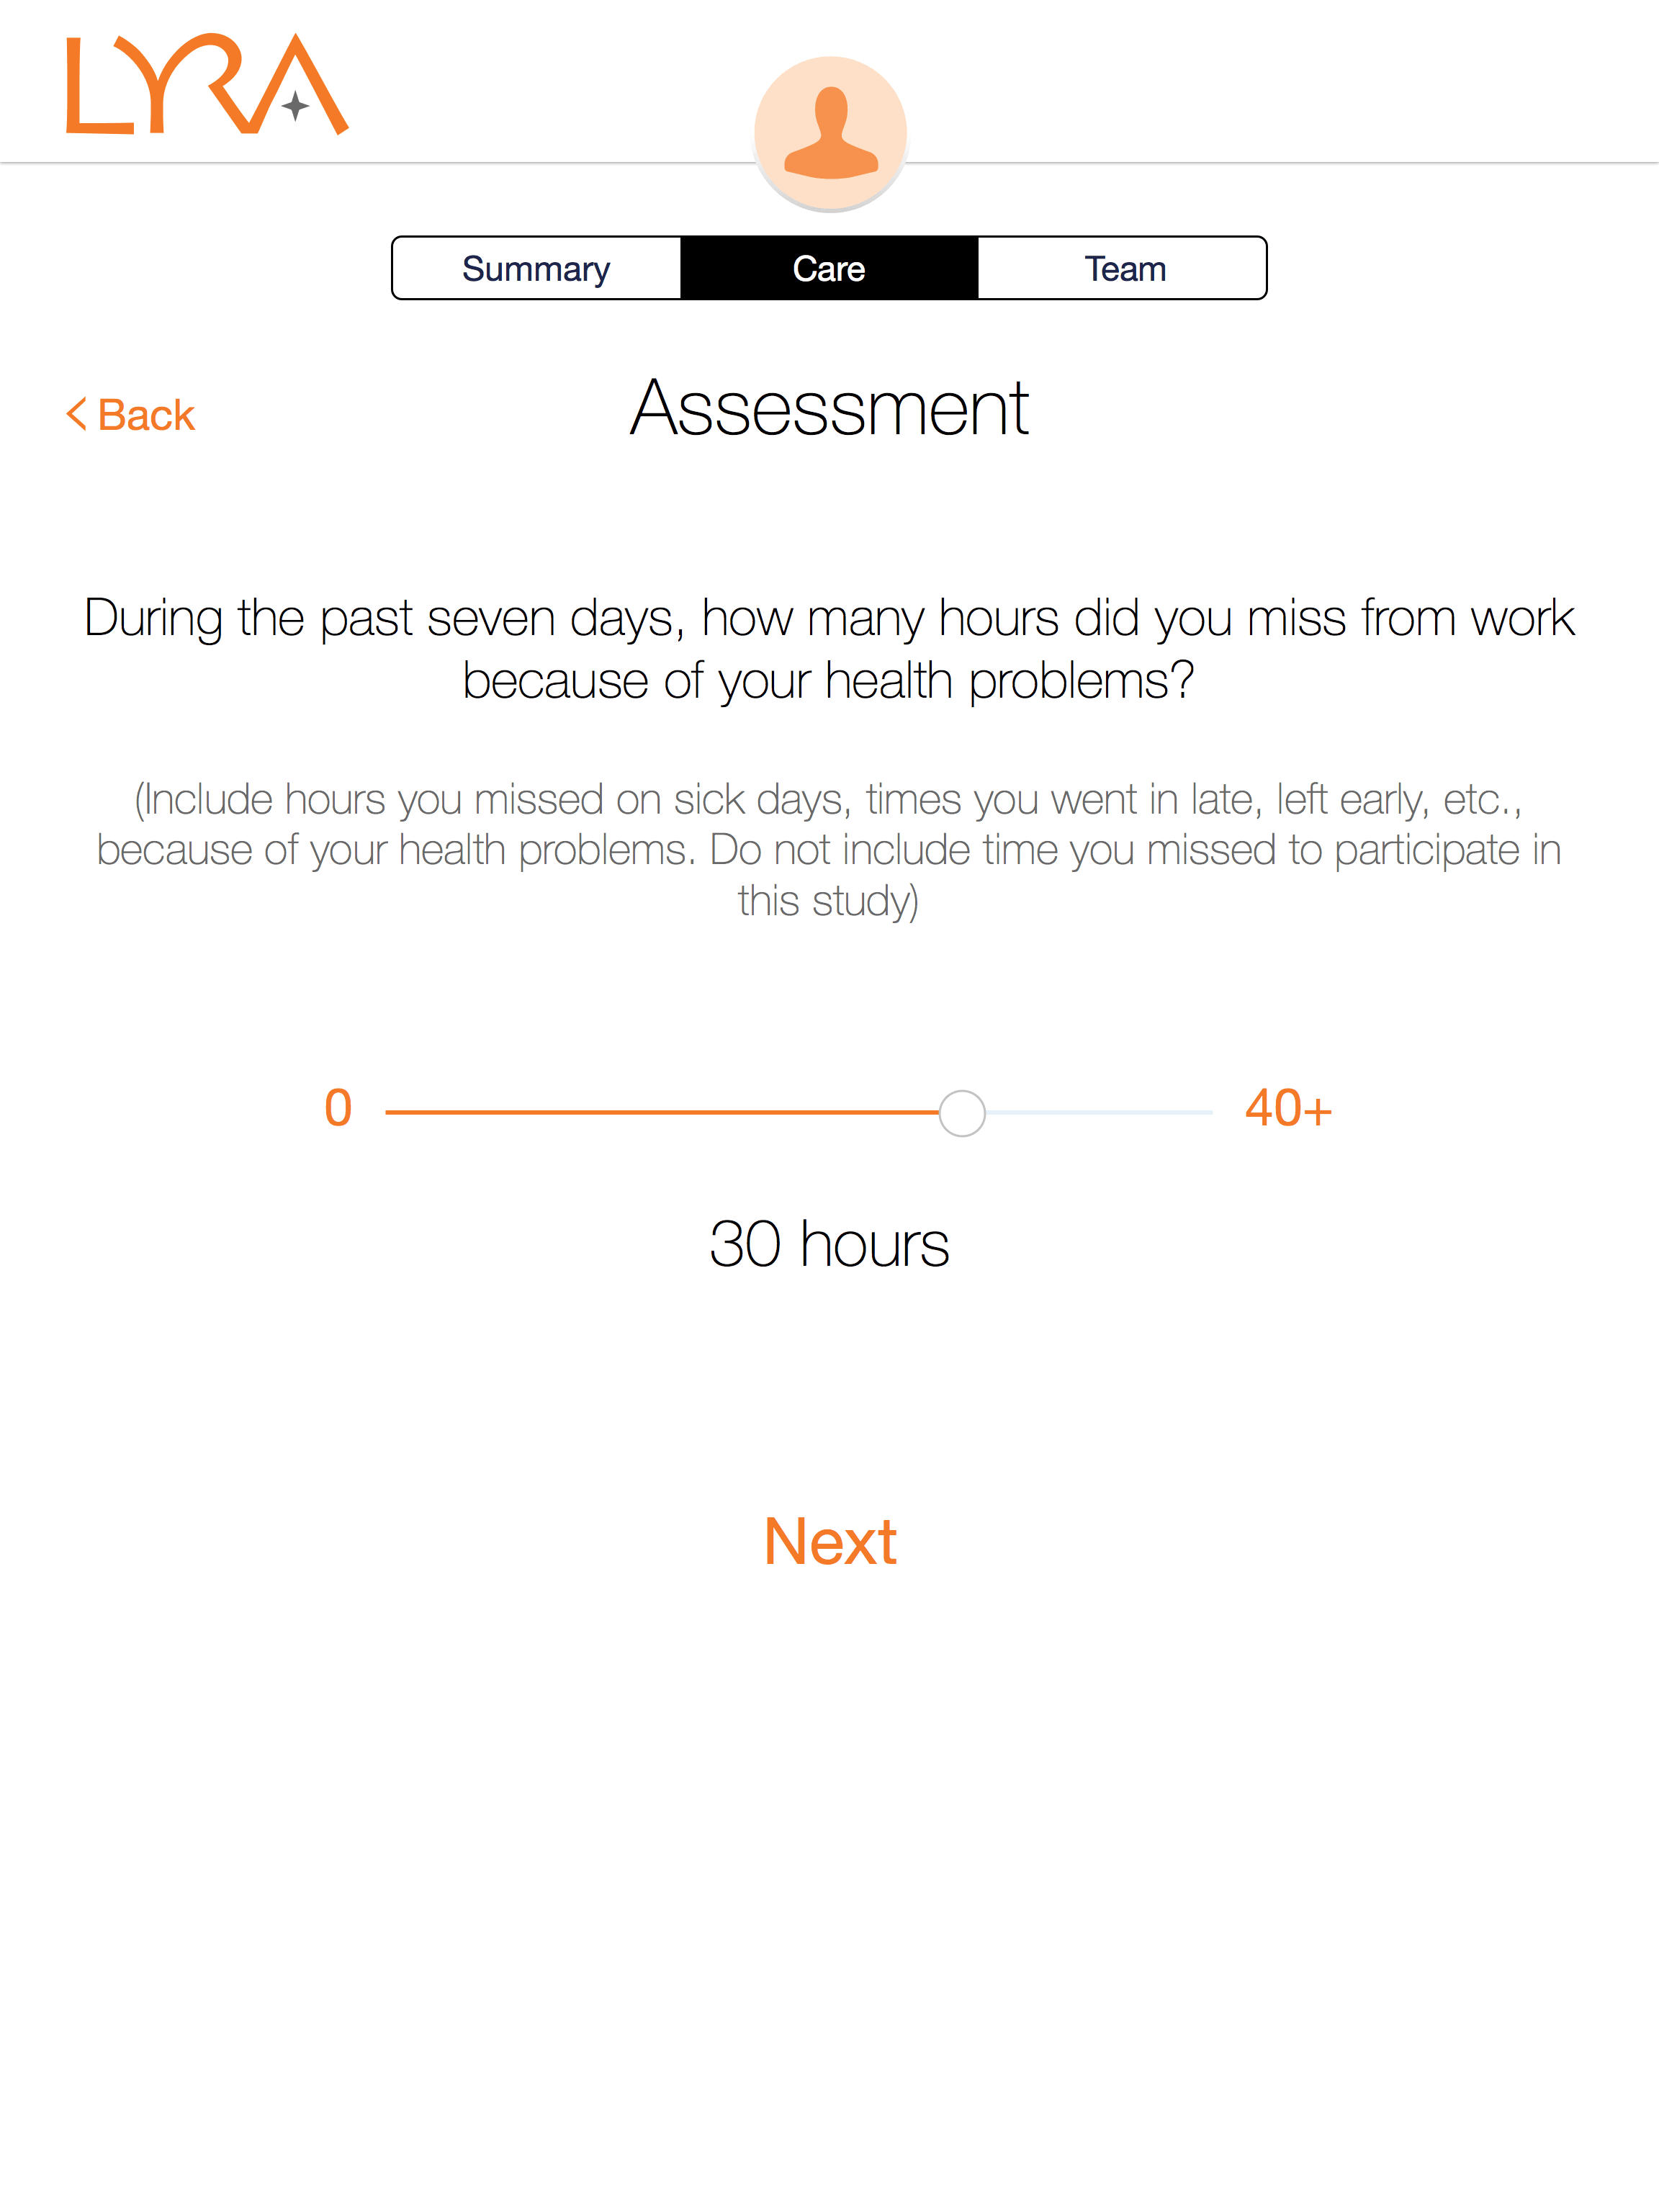 LYRA
Summary
Care
Team
< Back
Assessment
During the past seven days, how many hours did you miss from work
because of your health problems?
(Include hours you missed on sick days, times you went in late, left early, etc.,
because of your health problems. Do not include time you missed to participate in
this study)
0
40+
30 hours
Next